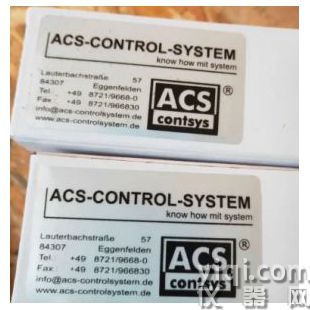 ACS-CONTROL-SYSTEM
know how mit system
Lauterbachstraße 57
84307 Eggenfelden
Tel.: +49 8721/9668-0
Fax: +49 8721/966830
info@acs-controlsystem.de
www.acs-controlsystem.de
ACS ®
contsys
ACS-CONTROL-SYSTEM
know how mit system
Lauterbachstraße 57
84307 Eggenfelden
Tel.: +49 8721/9668-0
Fax: +49 8721/966830
info@acs-controlsystem.de
www.acs-controlsystem.de
ACS ®
contsys
yiqi.com
仪器网